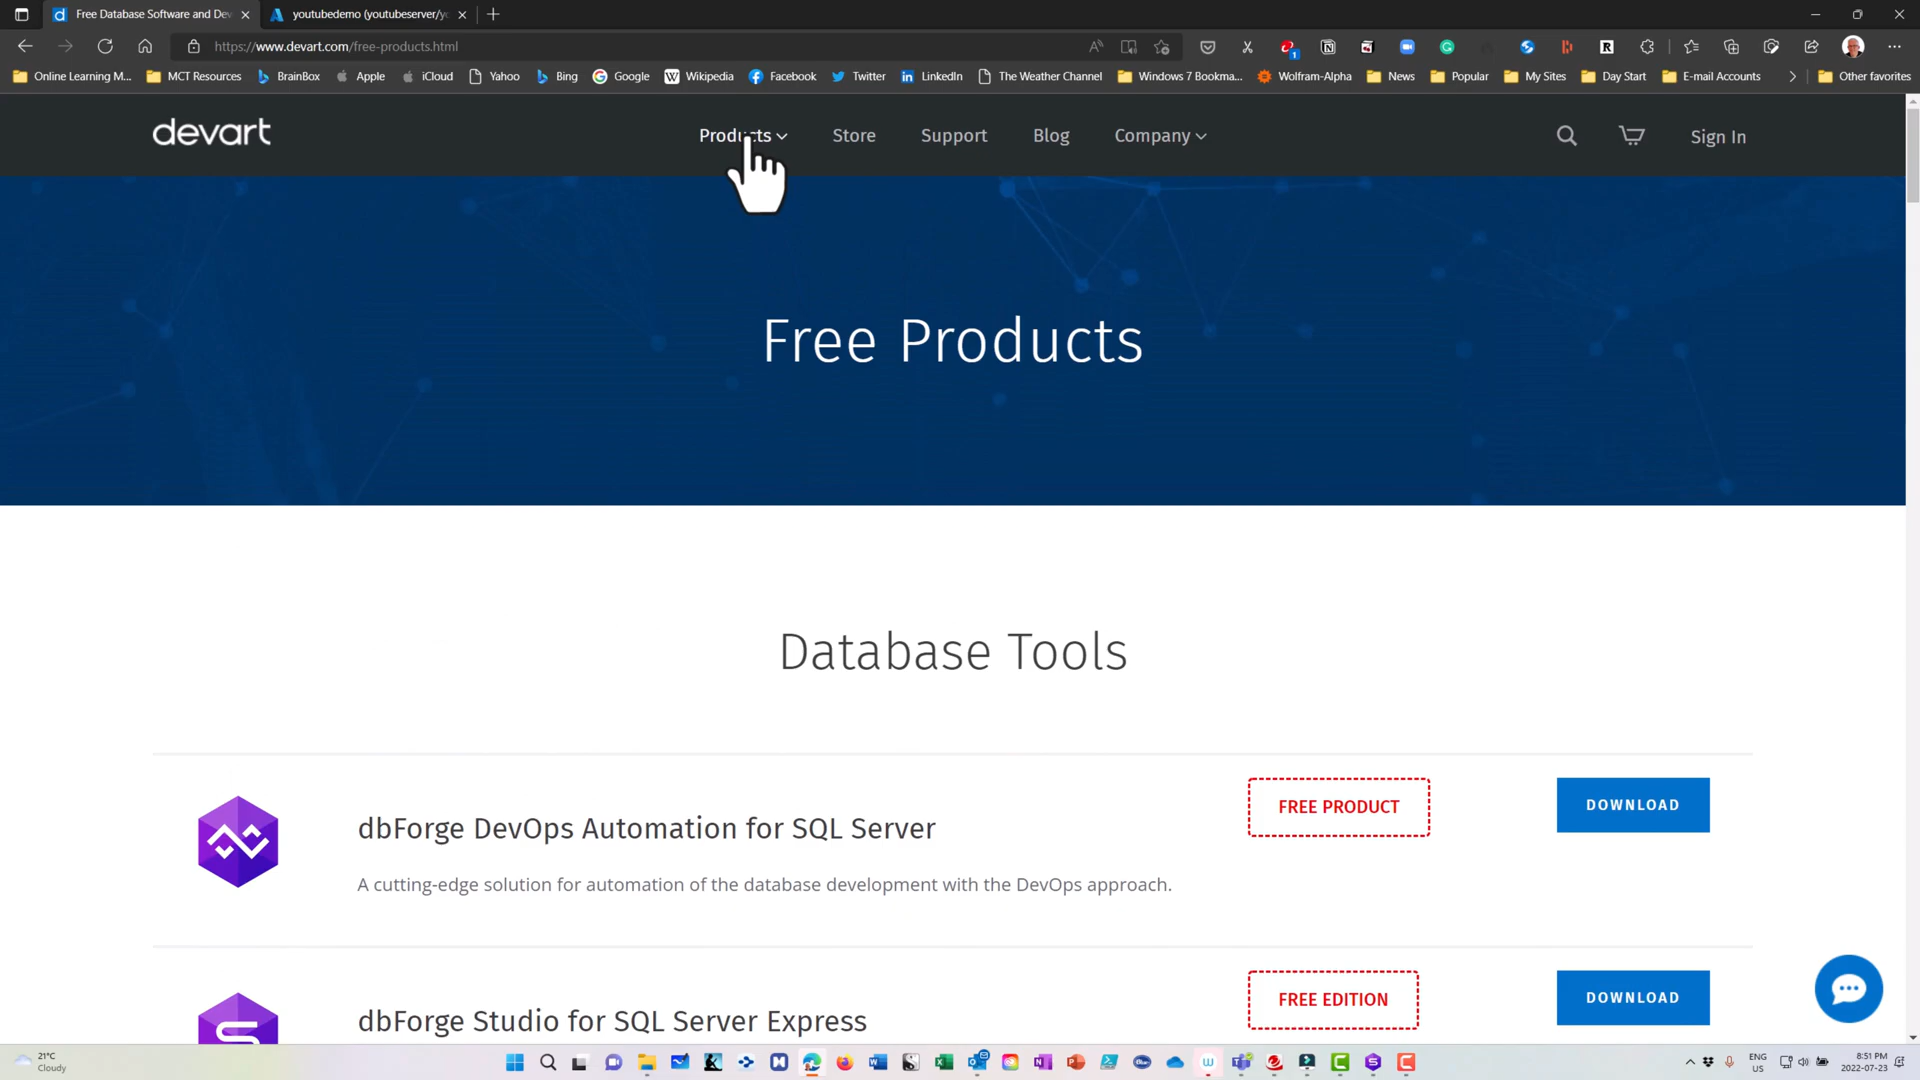 Free Database Software and Dev
youtubedemo (youtubeserver/yo
https://www.devart.com/free-products.html
Online Learning M...
MCT Resources
BrainBox
Apple
iCloud
Yahoo
Bing
Google
Wikipedia
Facebook
Twitter
LinkedIn
The Weather Channel
Windows 7 Bookma...
Wolfram-Alpha
News
Popular
My Sites
Day Start
E-mail Accounts
Other favorites
devart
Products
Store
Support
Blog
Company
Sign In
Free Products
Database Tools
dbForge DevOps Automation for SQL Server
FREE PRODUCT
DOWNLOAD
A cutting-edge solution for automation of the database development with the DevOps approach.
dbForge Studio for SQL Server Express
FREE EDITION
DOWNLOAD
21°C
Cloudy
ENG
US
8:51 PM
2022-07-23